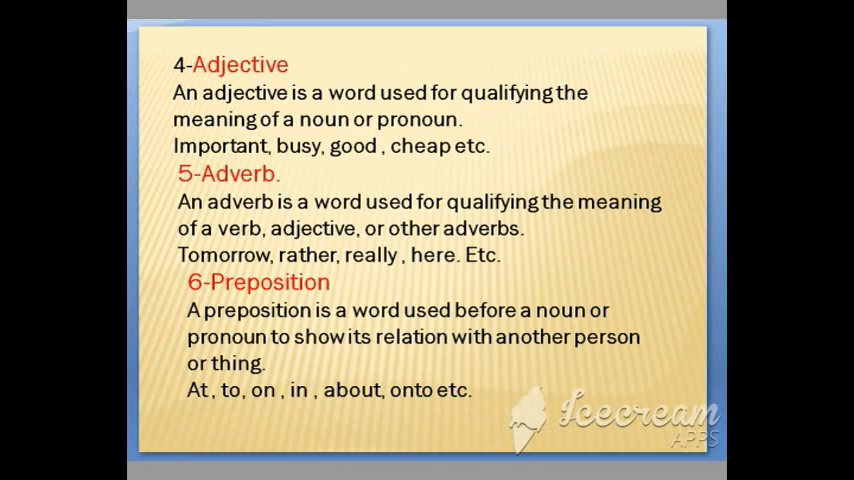 4-Adjective
An adjective is a word used for qualifying the
meaning of a noun or pronoun.
Important, busy, good , cheap etc.
5-Adverb.
An adverb is a word used for qualifying the meaning
of a verb, adjective, or other adverbs.
Tomorrow, rather, really , here. Etc.
6-Preposition
A preposition is a word used before a noun or
pronoun to show its relation with another person
or thing.
At , to, on , in , about, onto etc.
Icecream
APPS